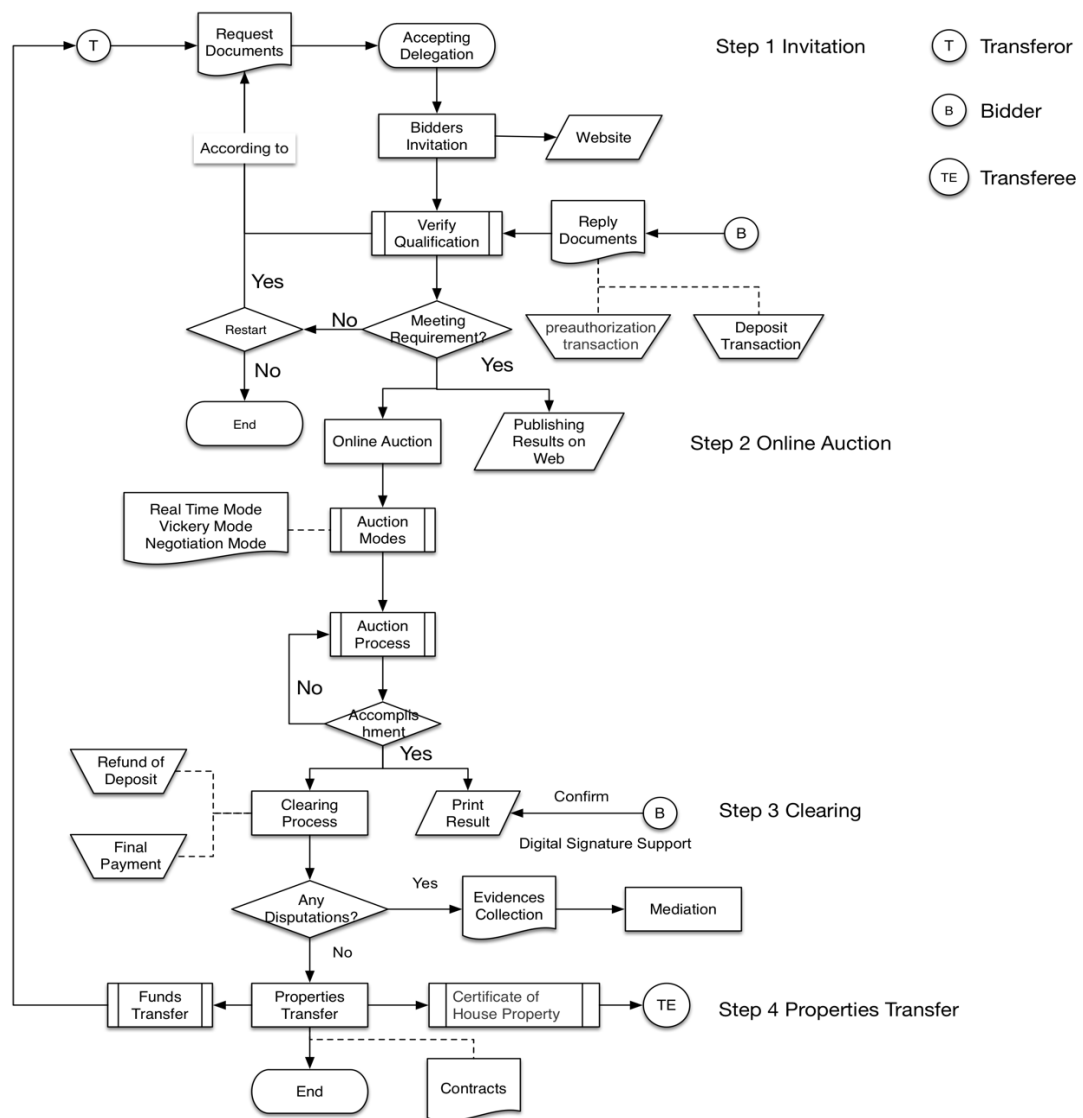 T
Request
Documents
Accepting
Delegation
Step 1 Invitation
T
Transferor
Bidders
Invitation
Website
B
Bidder
According to
TE
Transferee
Verify
Qualification
Reply
Documents
B
Yes
Restart
No
Meeting
Requirement?
preauthorization
transaction
Deposit
Transaction
No
Yes
End
Online Auction
Publishing
Results on
Web
Step 2 Online Auction
Real Time Mode
Vickery Mode
Negotiation Mode
Auction
Modes
Auction
Process
No
Accomplis
hment
Yes
Refund of
Deposit
Clearing
Process
Print
Result
Confirm
B
Step 3 Clearing
Digital Signature Support
Final
Payment
Any
Disputations?
Yes
Evidences
Collection
Mediation
No
Funds
Transfer
Properties
Transfer
Certificate of
House Property
TE
Step 4 Properties Transfer
End
Contracts